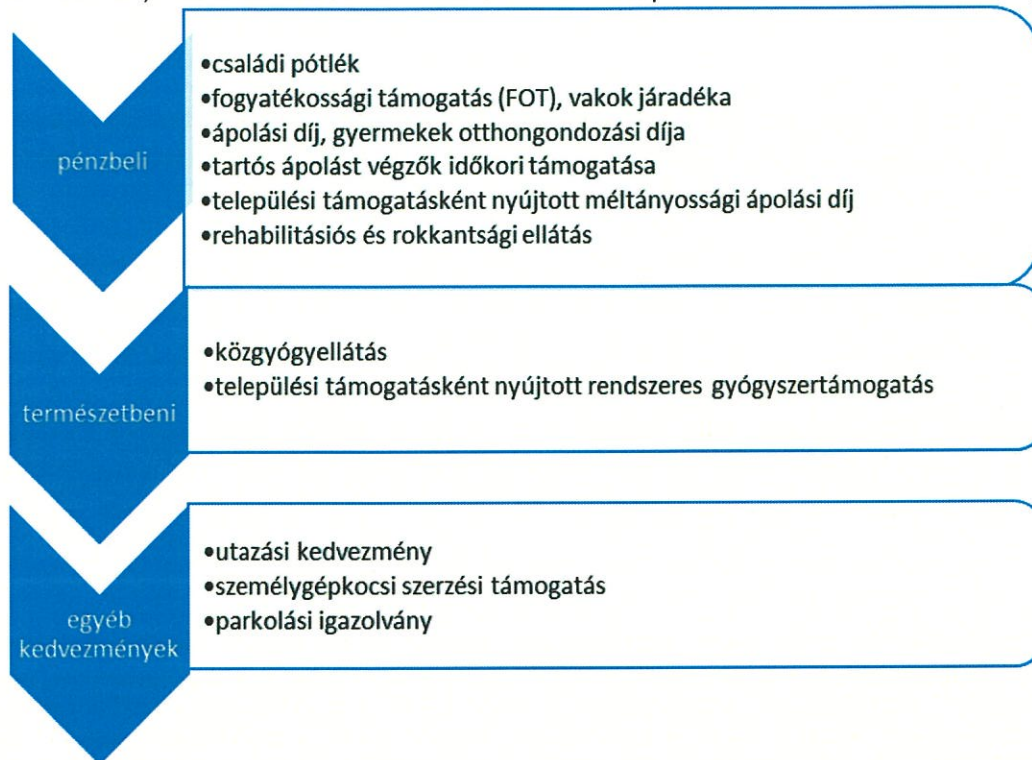 pénzbeli
•családi pótlék
•fogyatékossági támogatás (FOT), vakok járadéka
•ápolási díj, gyermekek otthongondozási díja
•tartós ápolást végzők időkori támogatása
•települési támogatásként nyújtott méltányossági ápolási díj
•rehabilitásiós és rokkantsági ellátás
természetbeni
•közgyógyellátás
•települési támogatásként nyújtott rendszeres gyógyszertámogatás
egyéb
kedvezmények
•utazási kedvezmény
•személygépkocsi szerzési támogatás
•parkolási igazolvány